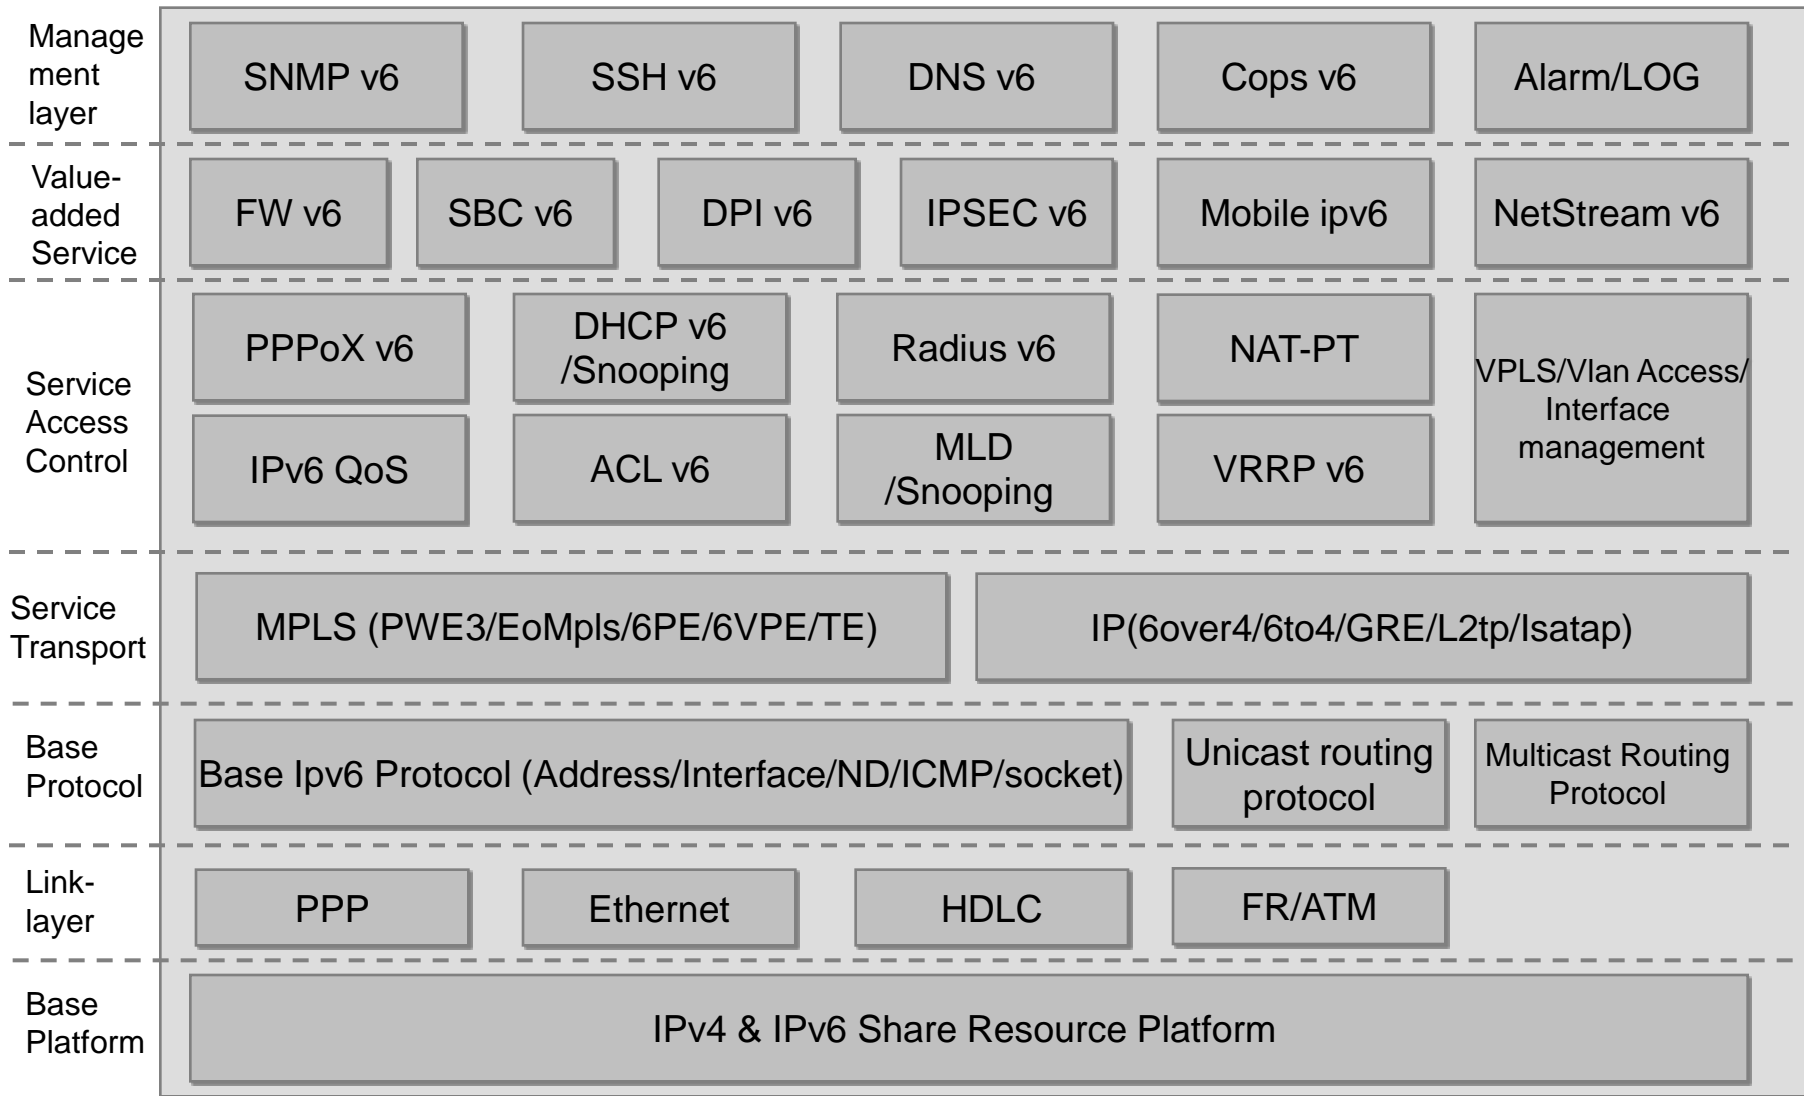 Manage
ment
layer
SNMP v6
SSH v6
DNS v6
Cops v6
Alarm/LOG
Value-
added
Service
FW v6
SBC v6
DPI v6
IPSEC v6
Mobile ipv6
NetStream v6
Service
Access
Control
PPPoX v6
DHCP v6
/Snooping
Radius v6
NAT-PT
VPLS/Vlan Access/
Interface
management
IPv6 QoS
ACL v6
MLD
/Snooping
VRRP v6
Service
Transport
MPLS (PWE3/EoMpls/6PE/6VPE/TE)
IP(6over4/6to4/GRE/L2tp/Isatap)
Base
Protocol
Base Ipv6 Protocol (Address/Interface/ND/ICMP/socket)
Unicast routing
protocol
Multicast Routing
Protocol
Link-
layer
PPP
Ethernet
HDLC
FR/ATM
Base
Platform
IPv4 & IPv6 Share Resource Platform